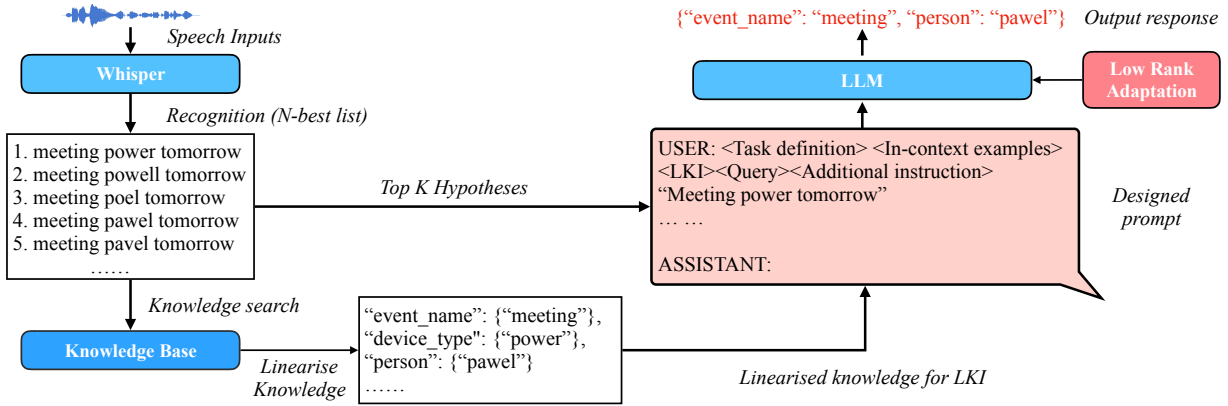 Speech Inputs
Whisper
Recognition (N-best list)
1. meeting power tomorrow
2. meeting powell tomorrow
3. meeting poel tomorrow
4. meeting pawel tomorrow
5. meeting pavel tomorrow
......
Knowledge search
Knowledge Base
Linearise
Knowledge
“event_name”: {“meeting”},
“device_type": {“power”},
“person”: {“pawel”}
......
Linearised knowledge for LKI
Top K Hypotheses
{“event_name”: “meeting”, “person”: “pawel”}
Output response
LLM
Low Rank
Adaptation
USER: <Task definition> <In-context examples>
<LKI><Query><Additional instruction>
“Meeting power tomorrow”
… …
ASSISTANT:
Designed
prompt